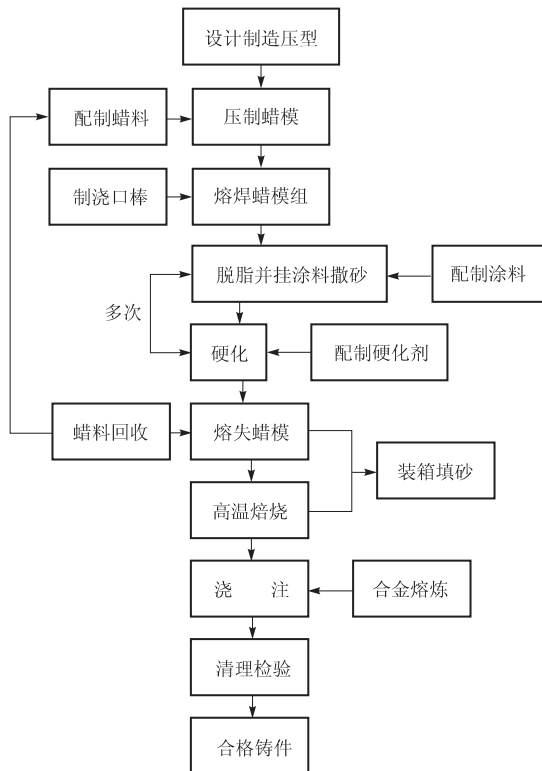 设计制造压型
配制蜡料
压制蜡模
制浇口棒
熔焊蜡模组
脱脂并挂涂料撒砂
配制涂料
多次
硬化
配制硬化剂
蜡料回收
熔失蜡模
装箱填砂
高温焙烧
浇 注
合金熔炼
清理检验
合格铸件